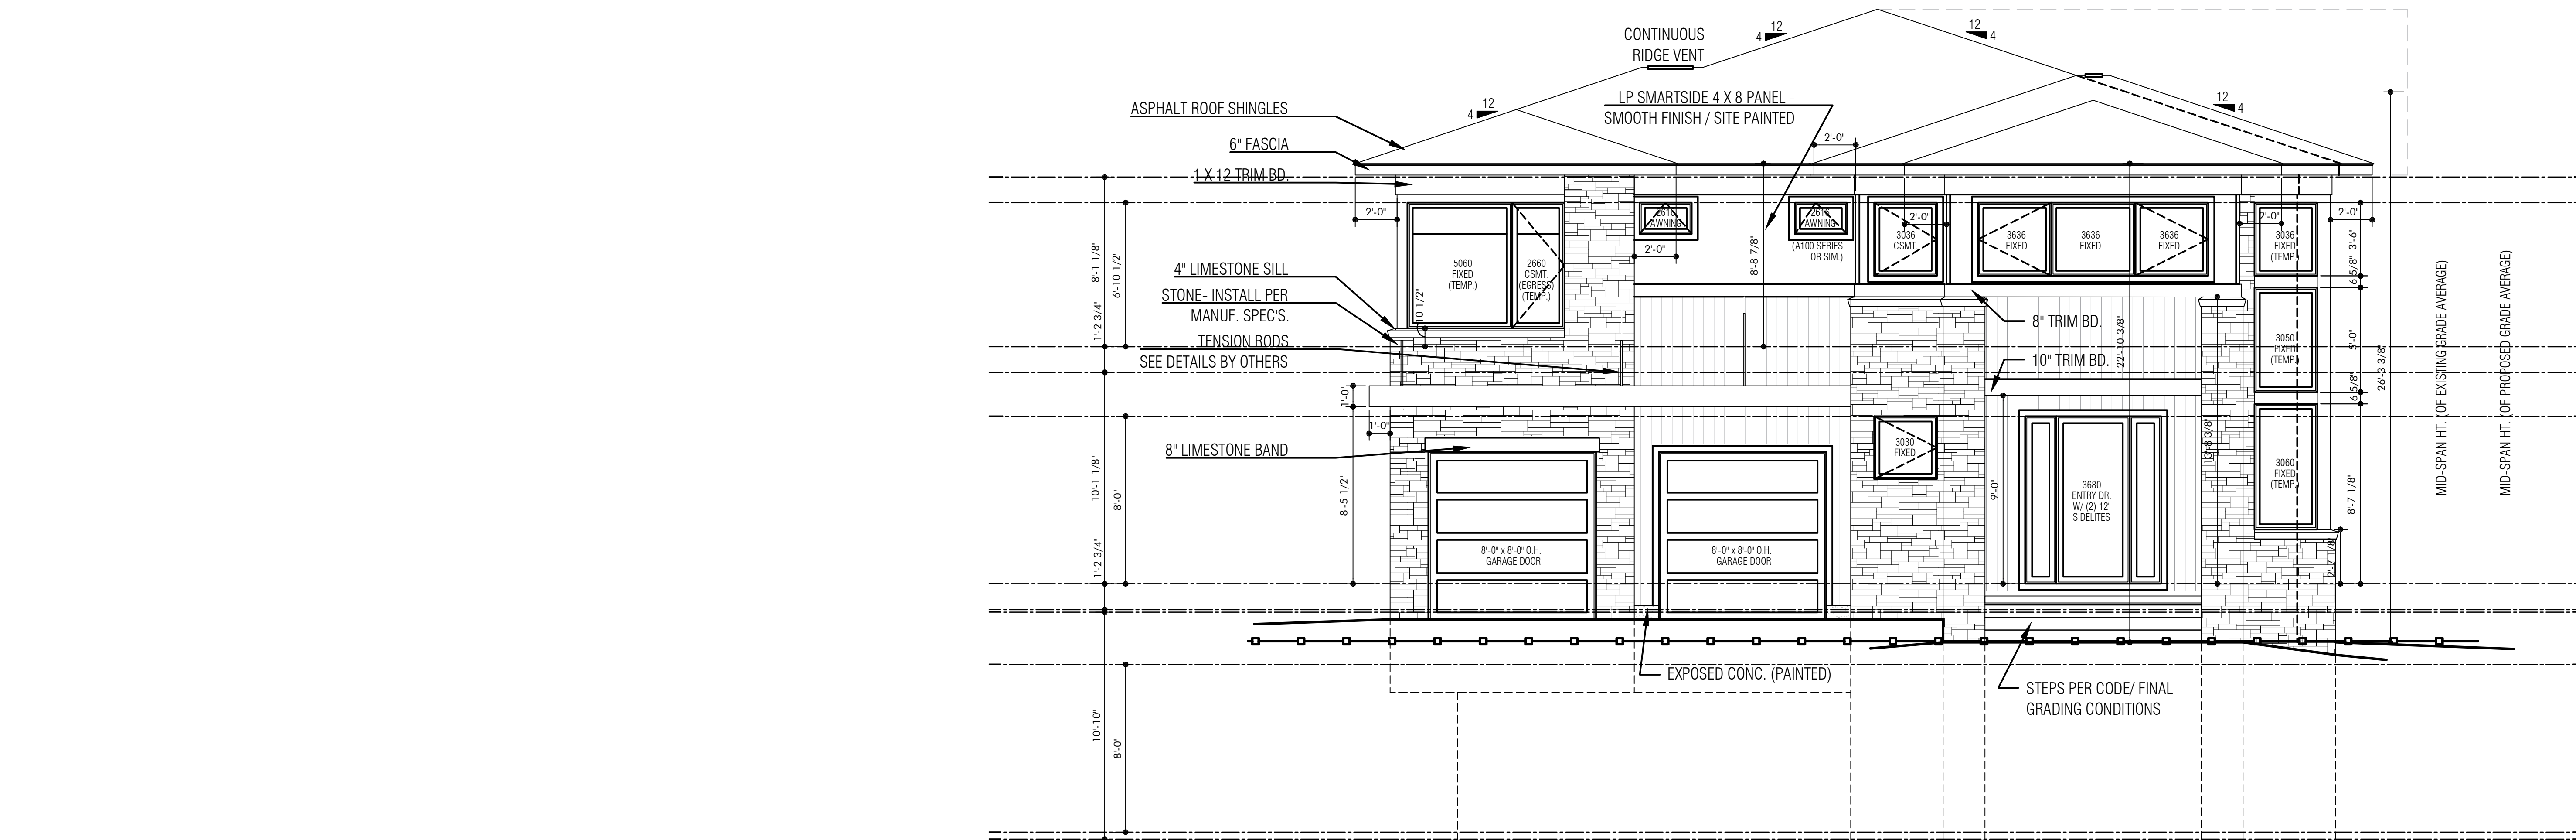 12
4
12
4
CONTINUOUS
RIDGE VENT
12
4
12
4
LP SMARTSIDE 4 X 8 PANEL -
SMOOTH FINISH / SITE PAINTED
ASPHALT ROOF SHINGLES
6" FASCIA
1 X 12 TRIM BD.
4" LIMESTONE SILL
STONE- INSTALL PER
MANUF. SPEC'S.
TENSION RODS
SEE DETAILS BY OTHERS
8" LIMESTONE BAND
2'-0"
2'-0"
2'-0"
2'-0"
2'-0"
2'-0"
8'-1 1/8"
6'-10 1/2"
1'-2 3/4"
10'-1 1/8"
8'-0"
1'-2 3/4"
10'-10"
8'-0"
1'-0"
1'-0"
8'-5 1/2"
10 1/2"
8'-8 7/8"
5060
FIXED
(TEMP.)
2660
CSMT.
(EGRESS)
(TEMP.)
2616
AWNING
2616
AWNING
(A100 SERIES
OR SIM.)
3036
CSMT.
3636
FIXED
3636
FIXED
3636
FIXED
3036
FIXED
(TEMP.)
3050
FIXED
(TEMP.)
3060
FIXED
(TEMP.)
3030
FIXED
8" TRIM BD.
10" TRIM BD.
22'-10 3/8"
13'-8 3/8"
9'-0"
3680
ENTRY DR.
W/ (2) 12"
SIDELITES
8'-0" x 8'-0" O.H.
GARAGE DOOR
8'-0" x 8'-0" O.H.
GARAGE DOOR
3'-6"
6 5/8"
5'-0"
6 5/8"
8'-7 1/8"
2'-7 1/8"
26'-3 3/8"
MID-SPAN HT. (OF EXISTING GRADE AVERAGE)
MID-SPAN HT. (OF PROPOSED GRADE AVERAGE)
EXPOSED CONC. (PAINTED)
STEPS PER CODE/ FINAL
GRADING CONDITIONS